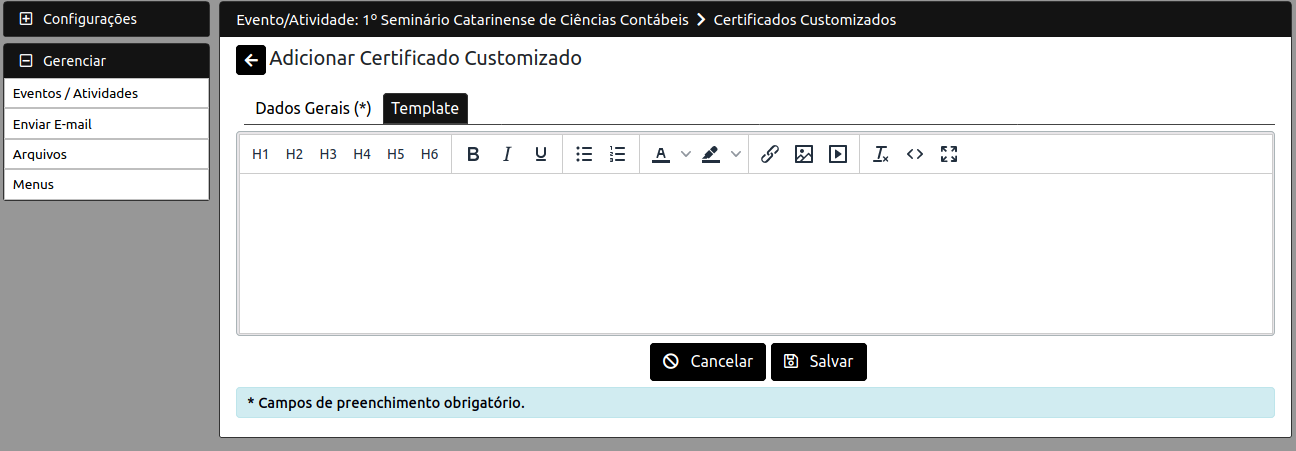 Configurações
Gerenciar
Eventos / Atividades
Enviar E-mail
Arquivos
Menus
Evento/Atividade: 1º Seminário Catarinense de Ciências Contábeis Certificados Customizados
Adicionar Certificado Customizado
Dados Gerais (*) Template
H1 H2 H3 H4 H5 H6 B I U A
Cancelar Salvar
* Campos de preenchimento obrigatório.